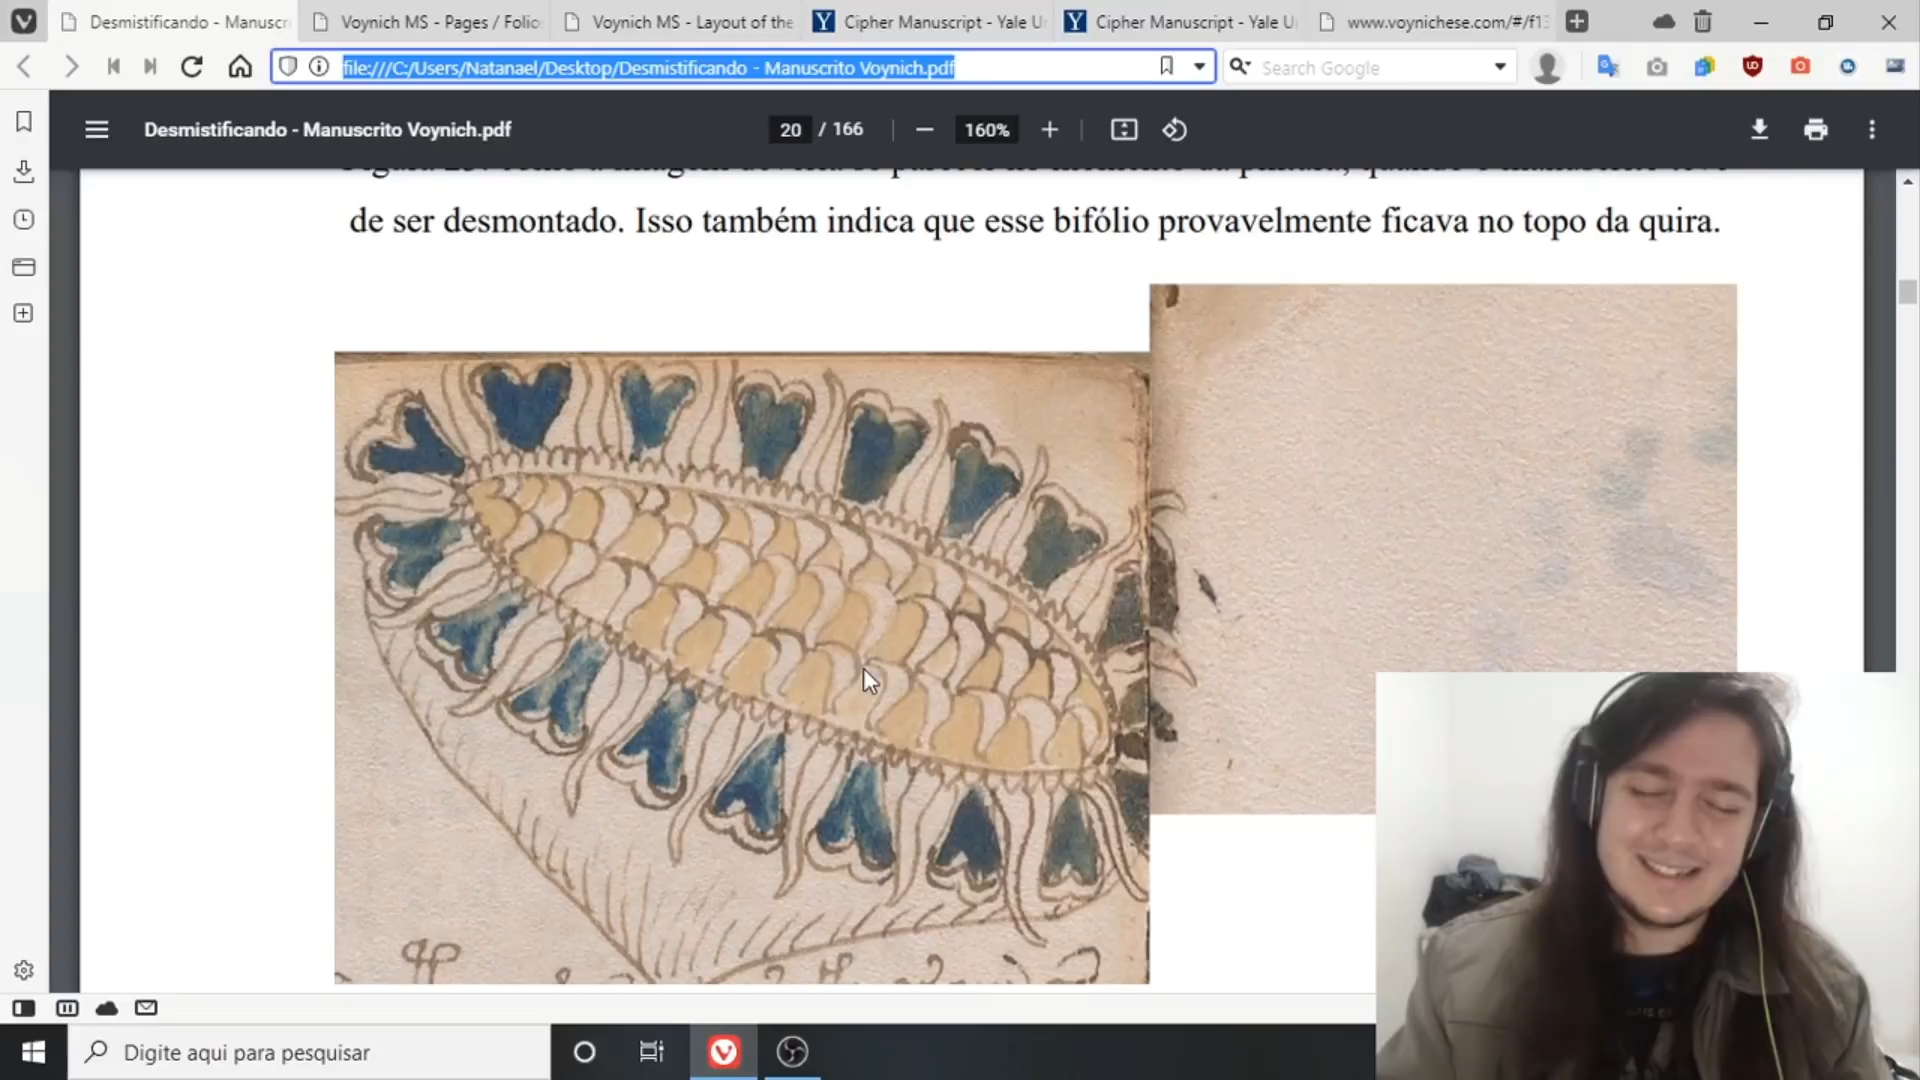 Desmistificando - Manuscri
Voynich MS - Pages / Folio
Voynich MS - Layout of the
Cipher Manuscript - Yale U
Cipher Manuscript - Yale U
www.voynichese.com/#/f13
file:///C:/Users/Natanael/Desktop/Desmistificando - Manuscrito Voynich.pdf
Search Google
Desmistificando - Manuscrito Voynich.pdf
20 / 166
160%
de ser desmontado. Isso também indica que esse bifólio provavelmente ficava no topo da quira.
Digite aqui para pesquisar